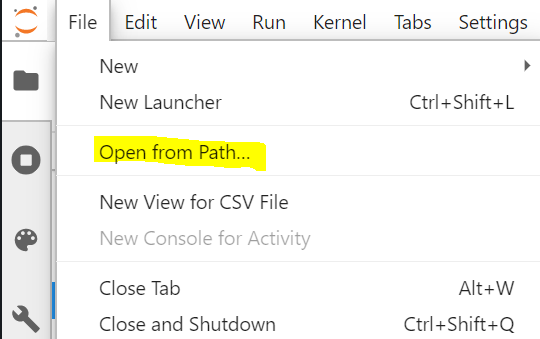 File Edit View Run Kernel Tabs Settings
New
New Launcher Ctrl+Shift+L
Open from Path...
New View for CSV File
New Console for Activity
Close Tab Alt+W
Close and Shutdown Ctrl+Shift+Q